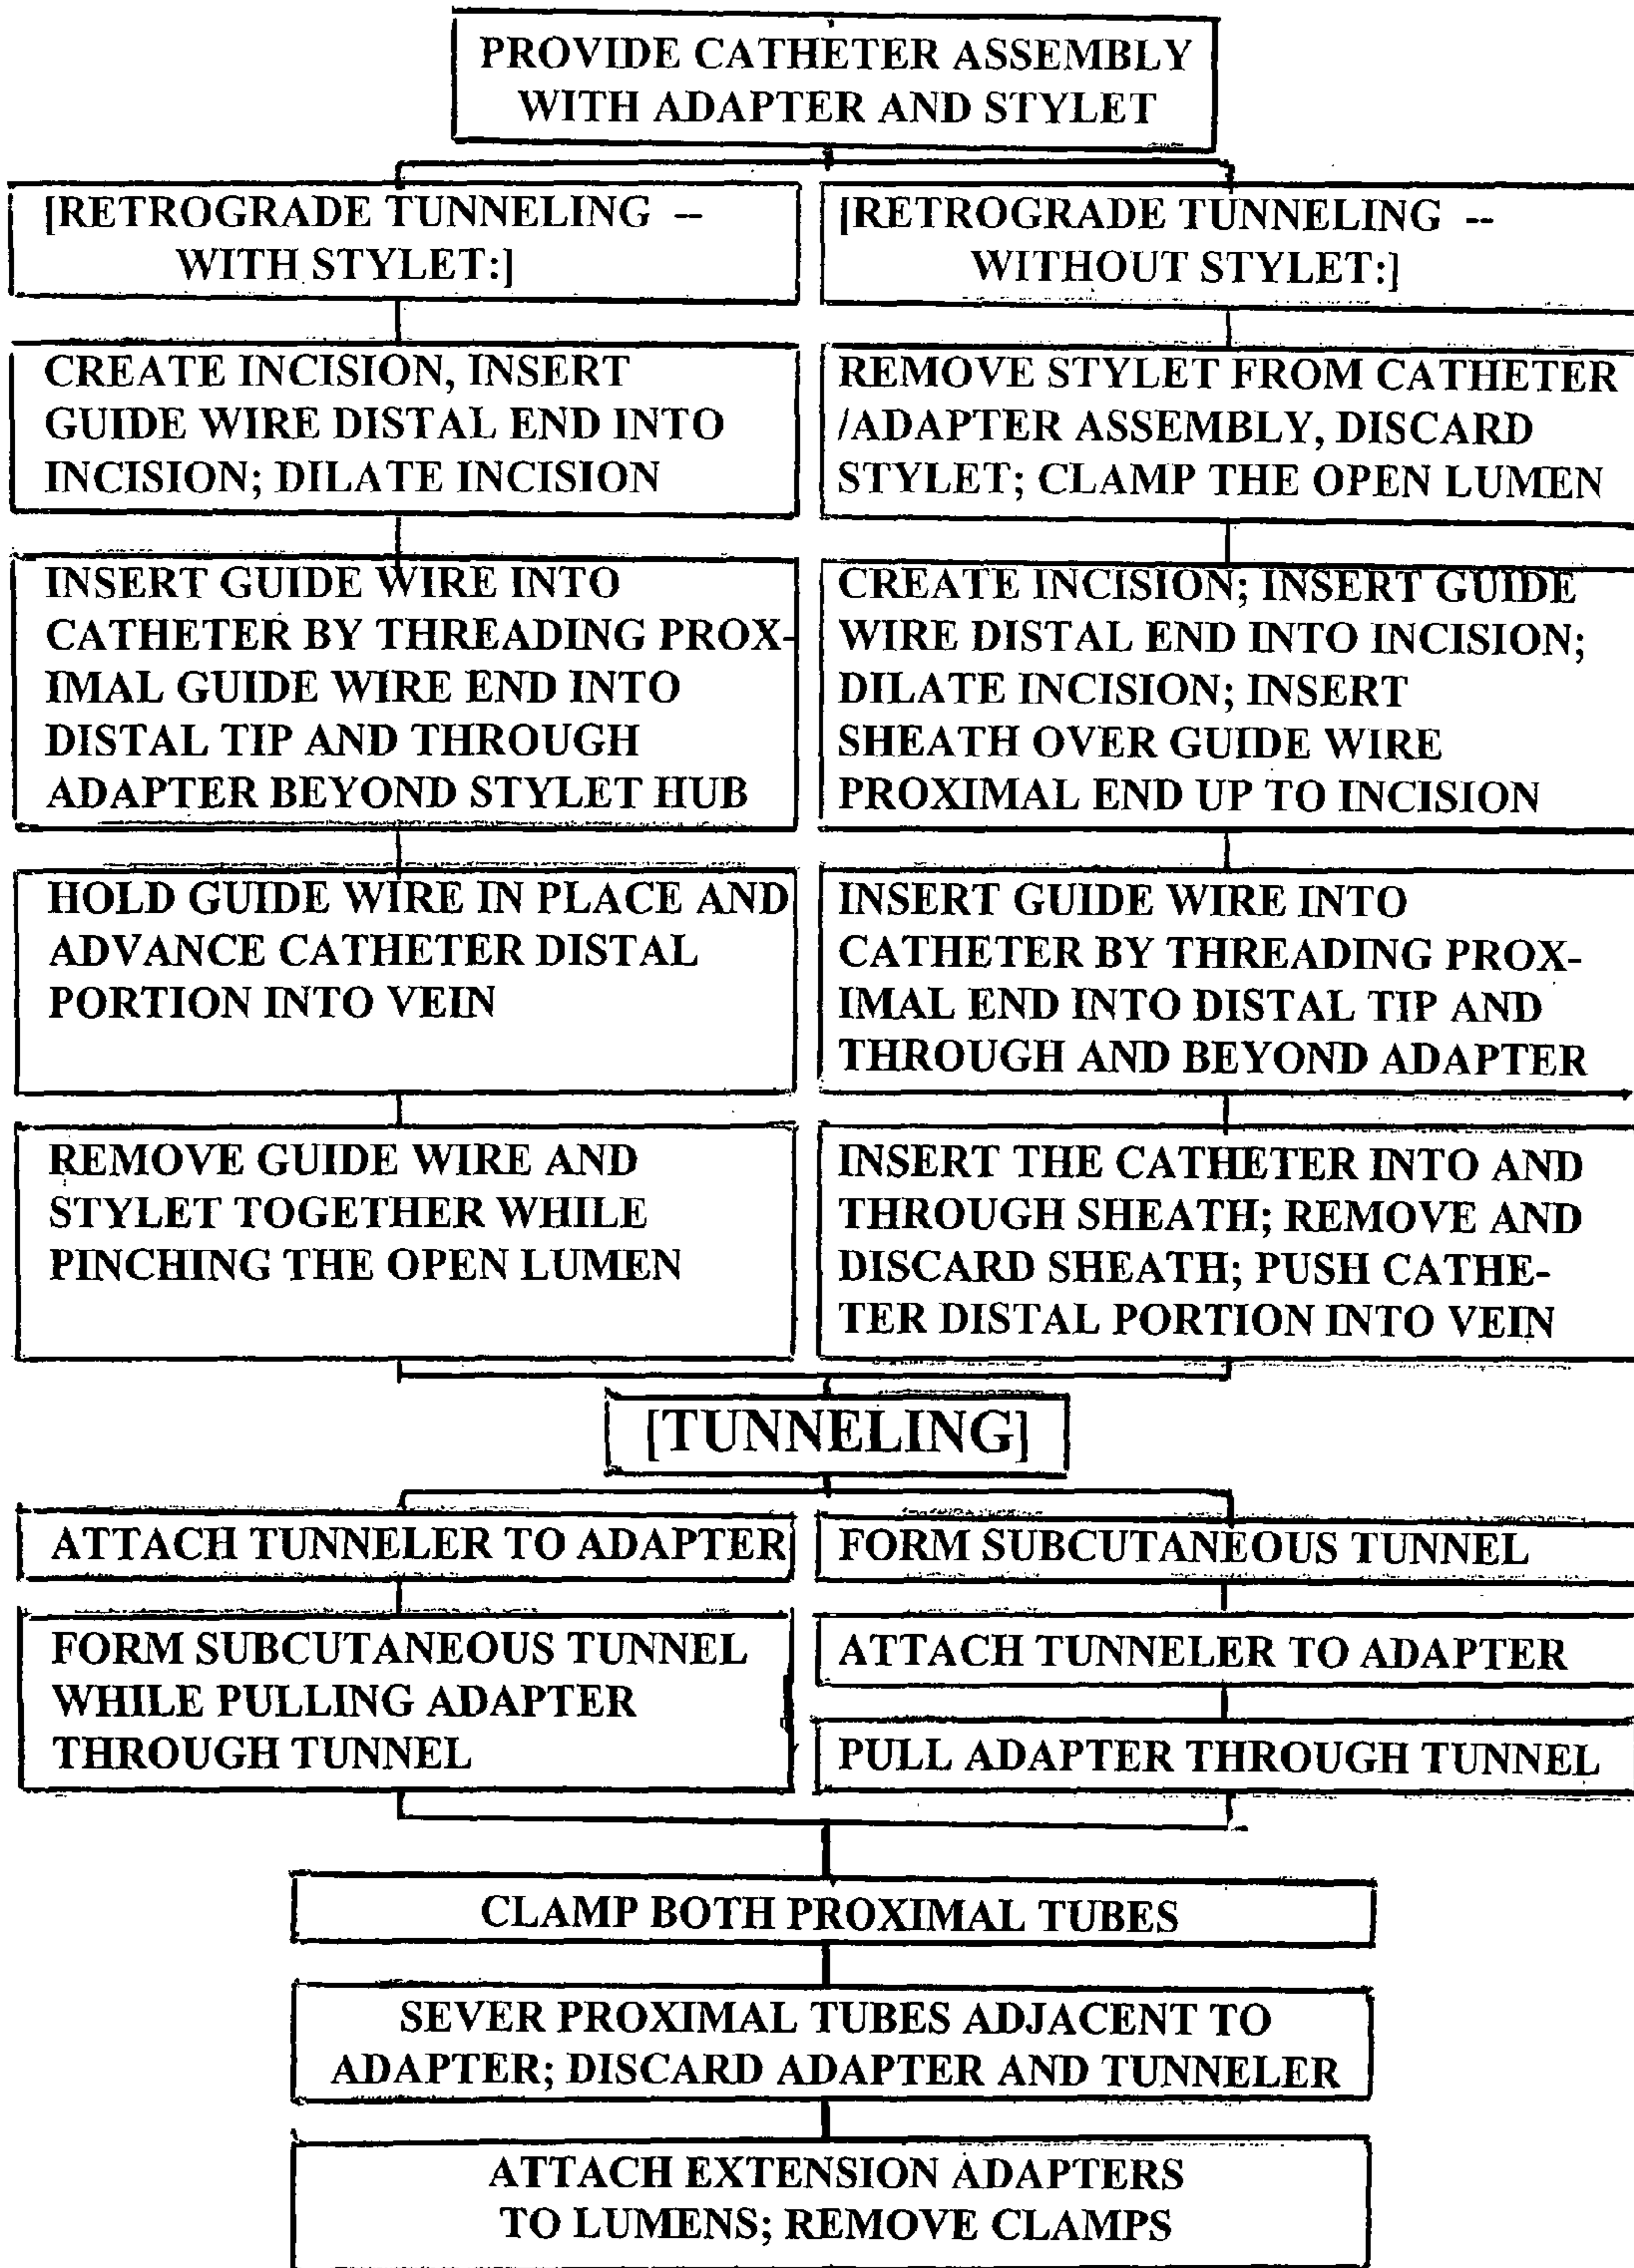 PROVIDE CATHETER ASSEMBLY
WITH ADAPTER AND STYLET
[RETROGRADE TUNNELING --
WITH STYLET:]
CREATE INCISION, INSERT
GUIDE WIRE DISTAL END INTO
INCISION; DILATE INCISION
INSERT GUIDE WIRE INTO
CATHETER BY THREADING PROX-
IMAL GUIDE WIRE END INTO
DISTAL TIP AND THROUGH
ADAPTER BEYOND STYLET HUB
HOLD GUIDE WIRE IN PLACE AND
ADVANCE CATHETER DISTAL
PORTION INTO VEIN
REMOVE GUIDE WIRE AND
STYLET TOGETHER WHILE
PINCHING THE OPEN LUMEN
[RETROGRADE TUNNELING --
WITHOUT STYLET:]
REMOVE STYLET FROM CATHETER
/ADAPTER ASSEMBLY, DISCARD
STYLET; CLAMP THE OPEN LUMEN
CREATE INCISION; INSERT GUIDE
WIRE DISTAL END INTO INCISION;
DILATE INCISION; INSERT
SHEATH OVER GUIDE WIRE
PROXIMAL END UP TO INCISION
INSERT GUIDE WIRE INTO
CATHETER BY THREADING PROX-
IMAL END INTO DISTAL TIP AND
THROUGH AND BEYOND ADAPTER
INSERT THE CATHETER INTO AND
THROUGH SHEATH; REMOVE AND
DISCARD SHEATH; PUSH CATHE-
TER DISTAL PORTION INTO VEIN
[TUNNELING]
ATTACH TUNNELER TO ADAPTER
FORM SUBCUTANEOUS TUNNEL
WHILE PULLING ADAPTER
THROUGH TUNNEL
FORM SUBCUTANEOUS TUNNEL
ATTACH TUNNELER TO ADAPTER
PULL ADAPTER THROUGH TUNNEL
CLAMP BOTH PROXIMAL TUBES
SEVER PROXIMAL TUBES ADJACENT TO
ADAPTER; DISCARD ADAPTER AND TUNNELER
ATTACH EXTENSION ADAPTERS
TO LUMENS; REMOVE CLAMPS